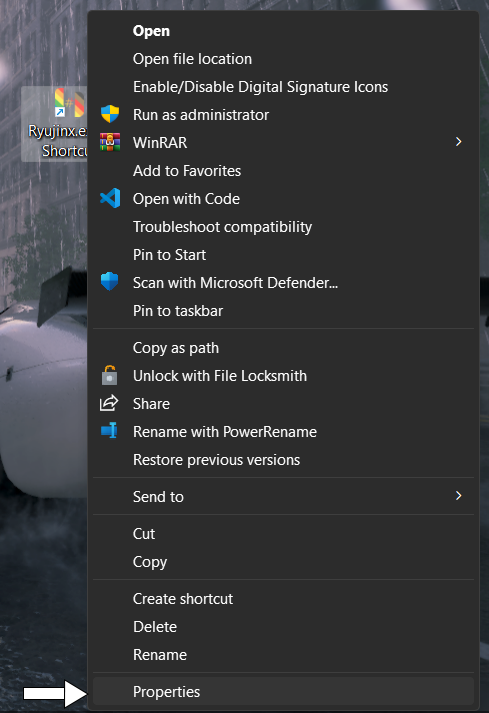 Ryujinx.e
Shortcu
Open
Open file location
Enable/Disable Digital Signature Icons
Run as administrator
WinRAR
Add to Favorites
Open with Code
Troubleshoot compatibility
Pin to Start
Scan with Microsoft Defender...
Pin to taskbar
Copy as path
Unlock with File Locksmith
Share
Rename with PowerRename
Restore previous versions
Send to
Cut
Copy
Create shortcut
Delete
Rename
Properties